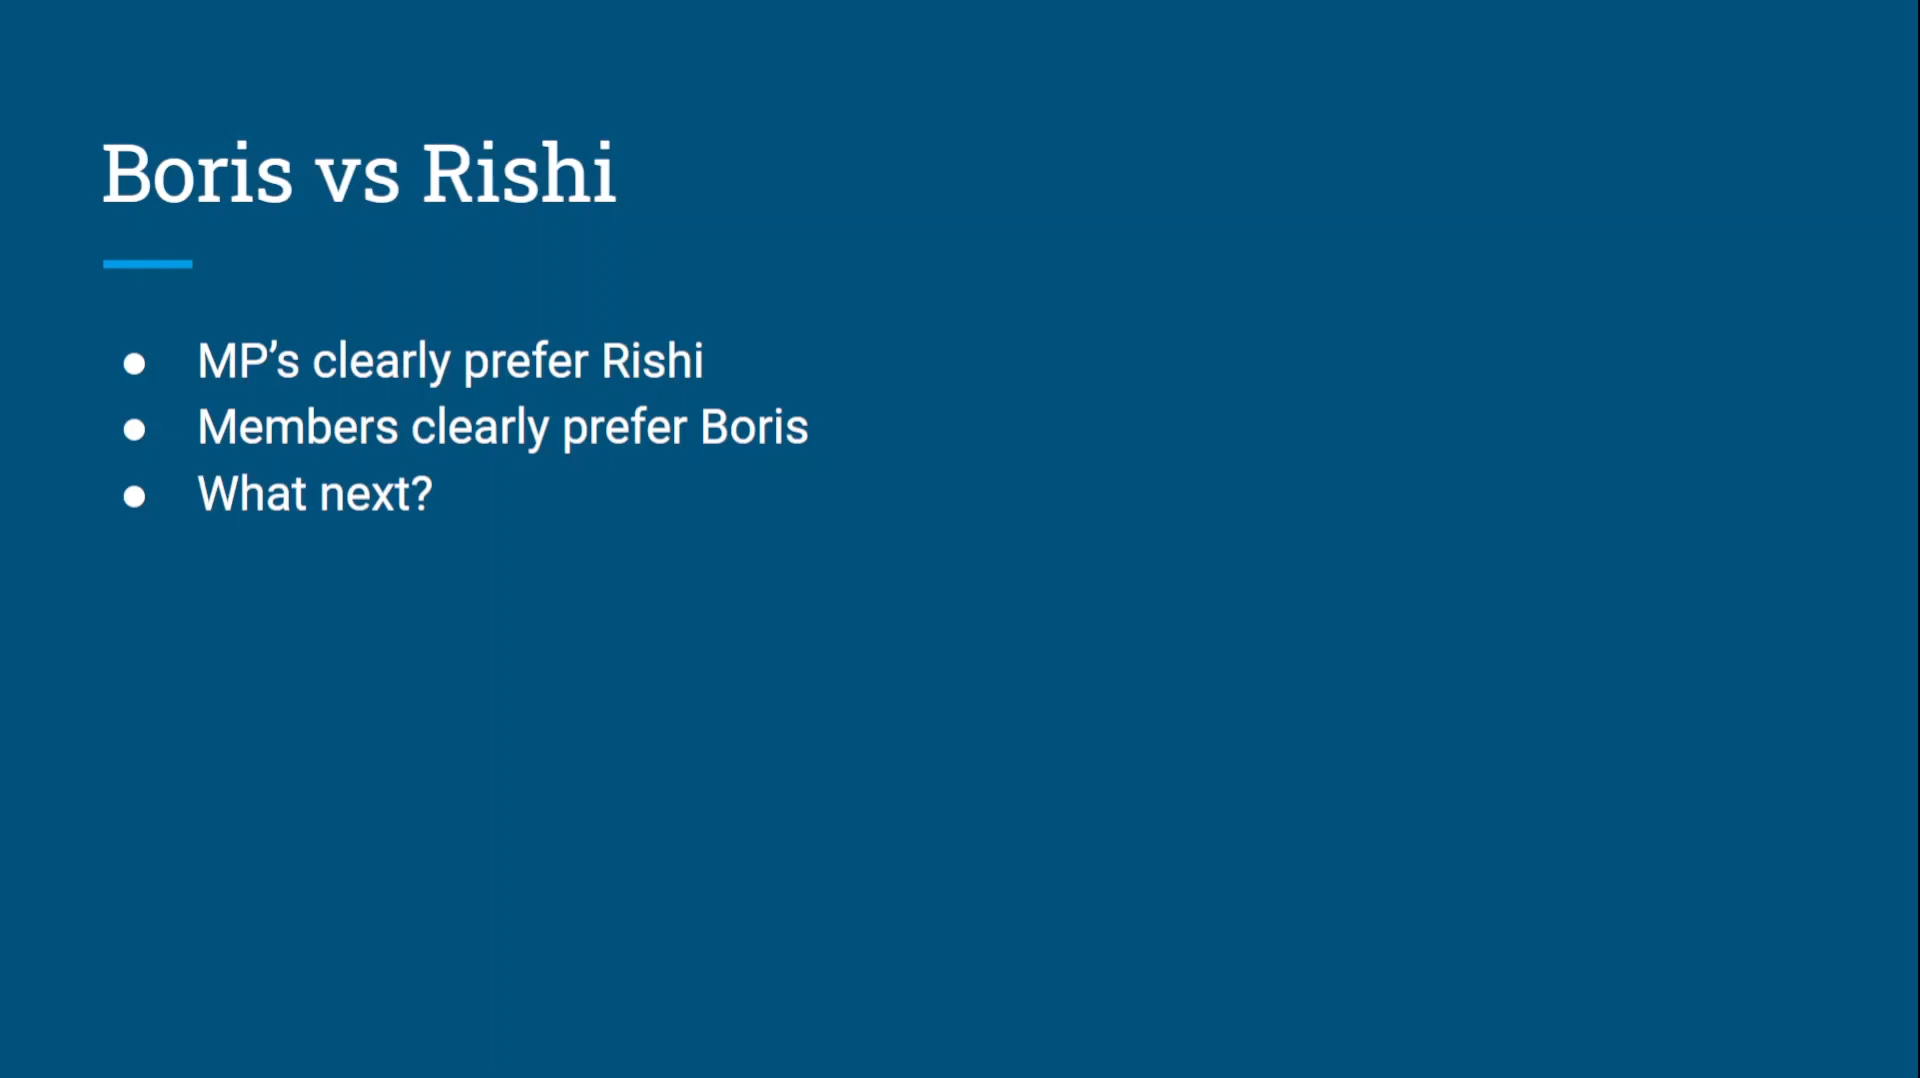 Boris vs Rishi
● MP’s clearly prefer Rishi
● Members clearly prefer Boris
● What next?